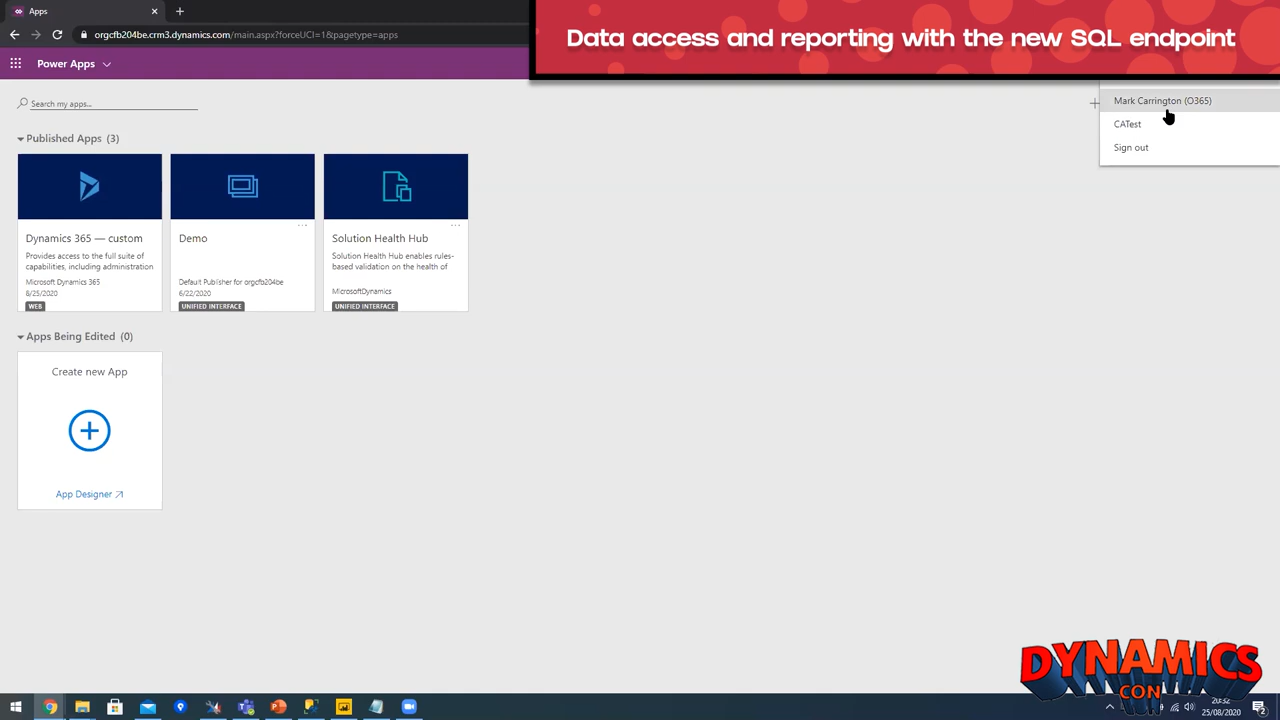 Apps
Data access and reporting with the new SQL endpoint
orgcfb204be.crm3.dynamics.com/main.aspx?forceUCI=1&pagetype=apps
Power Apps
Search my apps...
Mark Carrington (O365)
CATest
Sign out
Published Apps (3)
Dynamics 365 — custom
Provides access to the full suite of
capabilities, including administration
Microsoft Dynamics 365
6/25/2020
WEB
Demo
Default Publisher for orgcfb204be
6/22/2020
UNIFIED INTERFACE
Solution Health Hub
Solution Health Hub enables rules-
based validation on the health of
MicrosoftDynamics
UNIFIED INTERFACE
Apps Being Edited (0)
Create new App
App Designer
DYNAMICS
CON
20:32
25/08/2020
2